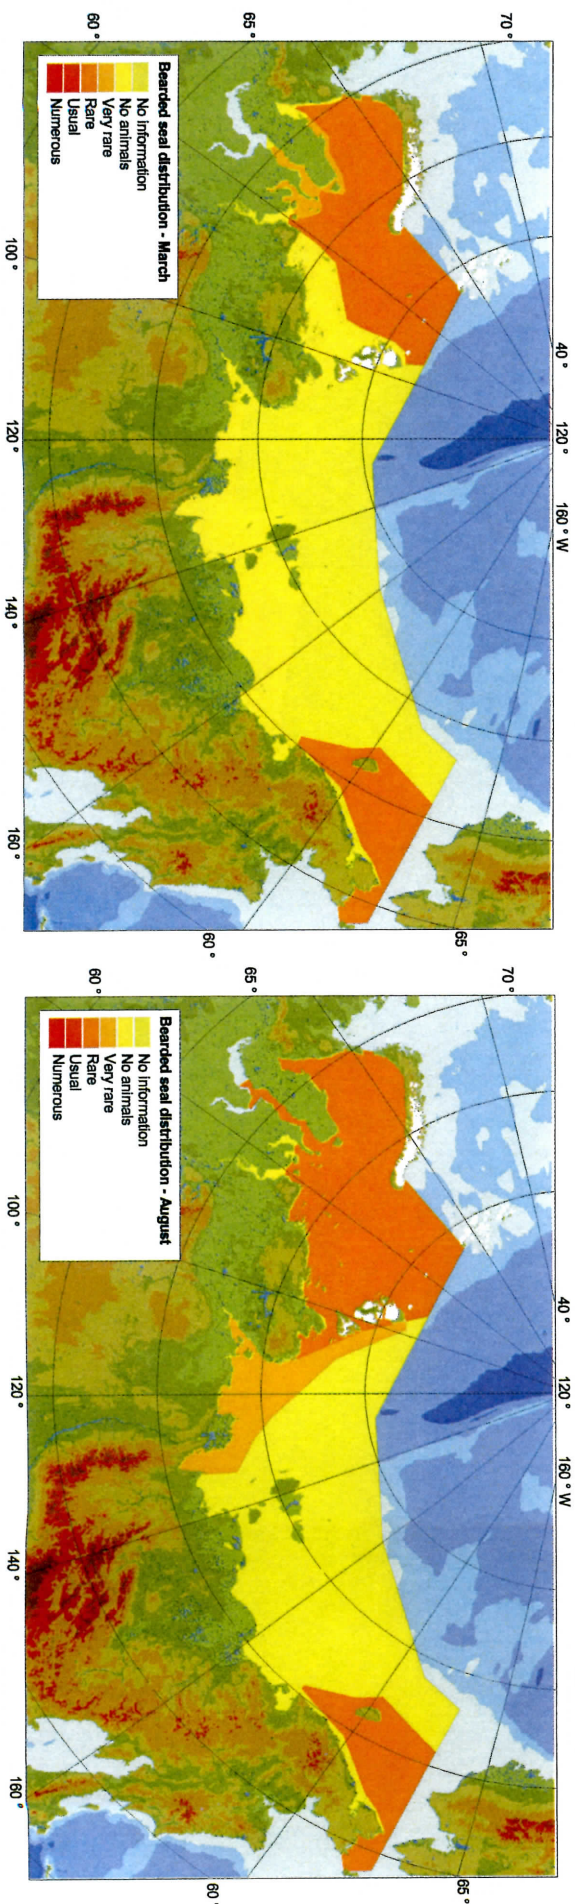 40° 120° 160° W
70°
65°
60°
Bearded seal distribution - March
No information
No animals
Very rare
Rare
Usual
Numerous
65°
60°
100° 120° 140° 160°
40° 120° 160° W
70°
65°
60°
Bearded seal distribution - August
No information
No animals
Very rare
Rare
Usual
Numerous
65°
60°
100° 120° 140° 160°